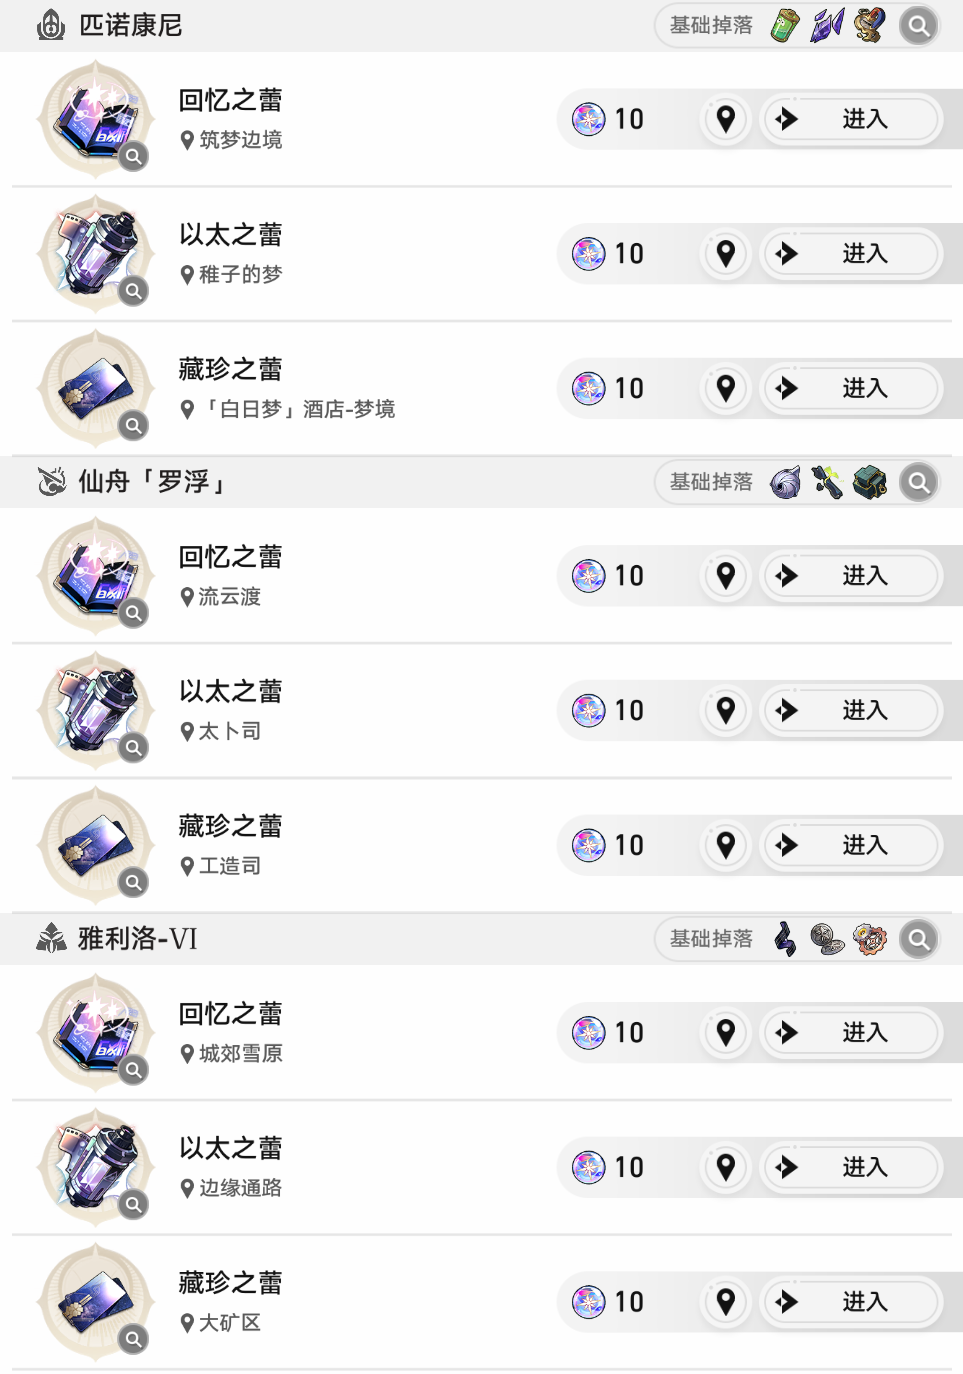 匹诺康尼
基础掉落
回忆之蕾
筑梦边境
10
进入
以太之蕾
稚子的梦
10
进入
藏珍之蕾
「白日梦」酒店-梦境
10
进入
仙舟「罗浮」
基础掉落
回忆之蕾
流云渡
10
进入
以太之蕾
太卜司
10
进入
藏珍之蕾
工造司
10
进入
雅利洛-VI
基础掉落
回忆之蕾
城郊雪原
10
进入
以太之蕾
边缘通路
10
进入
藏珍之蕾
大矿区
10
进入